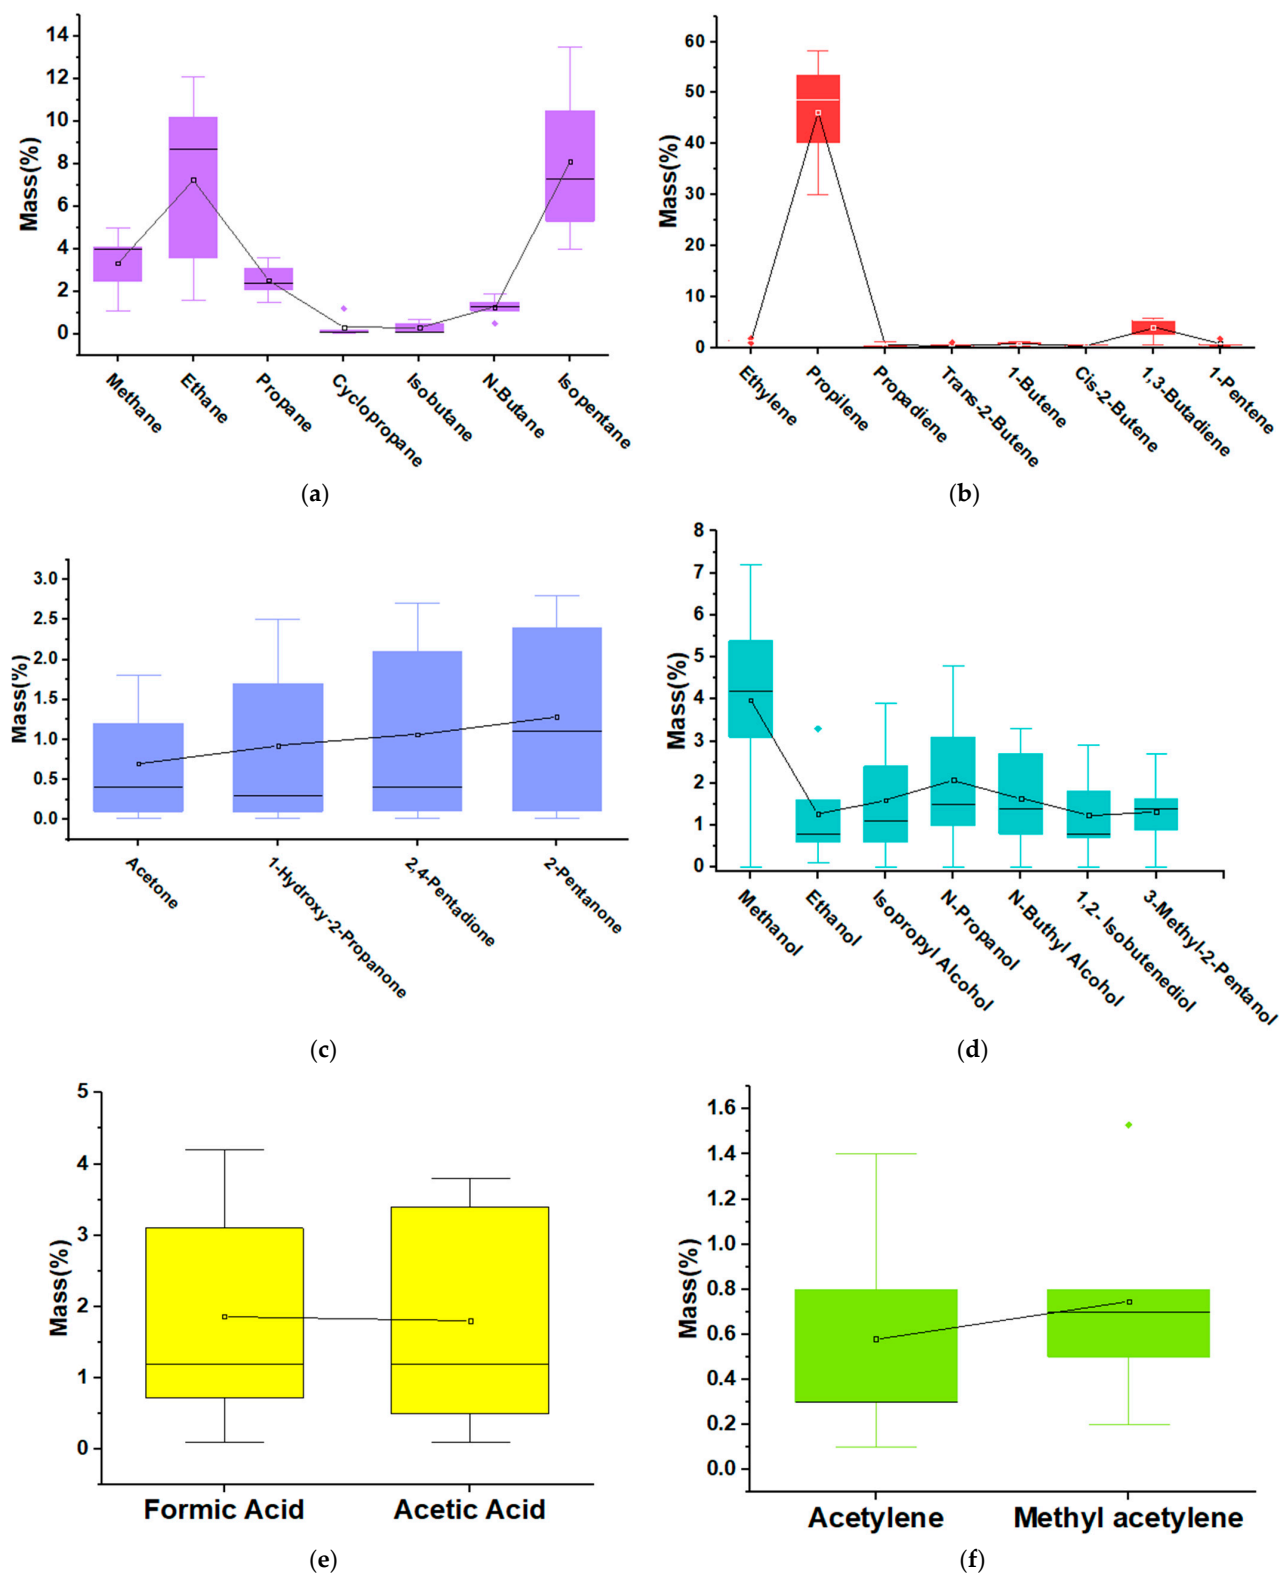 14
12
10
8
6
4
2
0
Mass(%)
Methane
Ethane
Propane
Cyclopropane
Isobutane
N-Butane
Isopentane
(a)
60
50
40
30
20
10
0
Mass(%)
Ethylene
Propilene
Propadiene
Trans-2-Butene
1-Butene
Cis-2-Butene
1,3-Butadiene
1-Pentene
(b)
3.0
2.5
2.0
1.5
1.0
0.5
0.0
Mass(%)
Acetone
1-Hydroxy-2-Propanone
2,4-Pentadione
2-Pentanone
(c)
8
7
6
5
4
3
2
1
0
Mass(%)
Methanol
Ethanol
Isopropyl Alcohol
N-Propanol
N-Buthyl Alcohol
1,2- Isobutenediol
3-Methyl-2-Pentanol
(d)
5
4
3
2
1
0
Mass(%)
Formic Acid
Acetic Acid
(e)
1.6
1.4
1.2
1.0
0.8
0.6
0.4
0.2
0.0
Mass(%)
Acetylene
Methyl acetylene
(f)